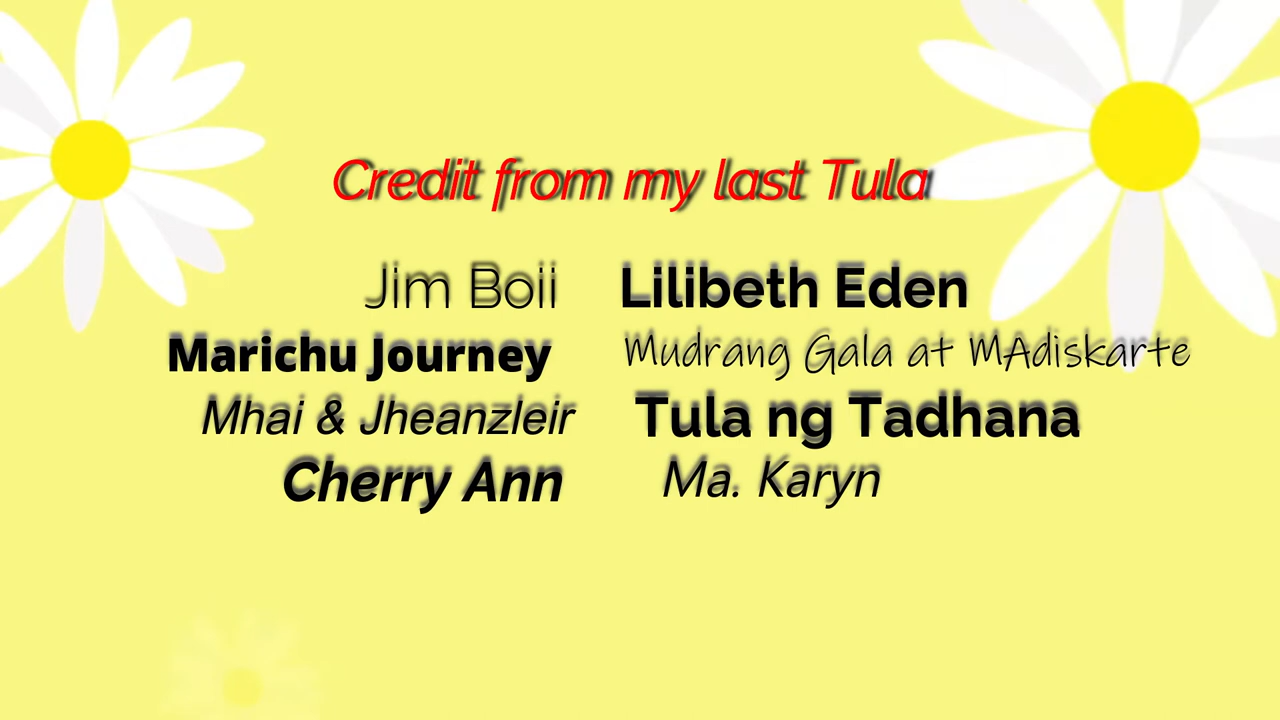 Credit from my last Tula
Jim Boii
Lilibeth Eden
Marichu Journey
Mudrang Gala at MAdiskarte
Mhai & Jheanzleir
Tula ng Tadhana
Cherry Ann
Ma. Karyn